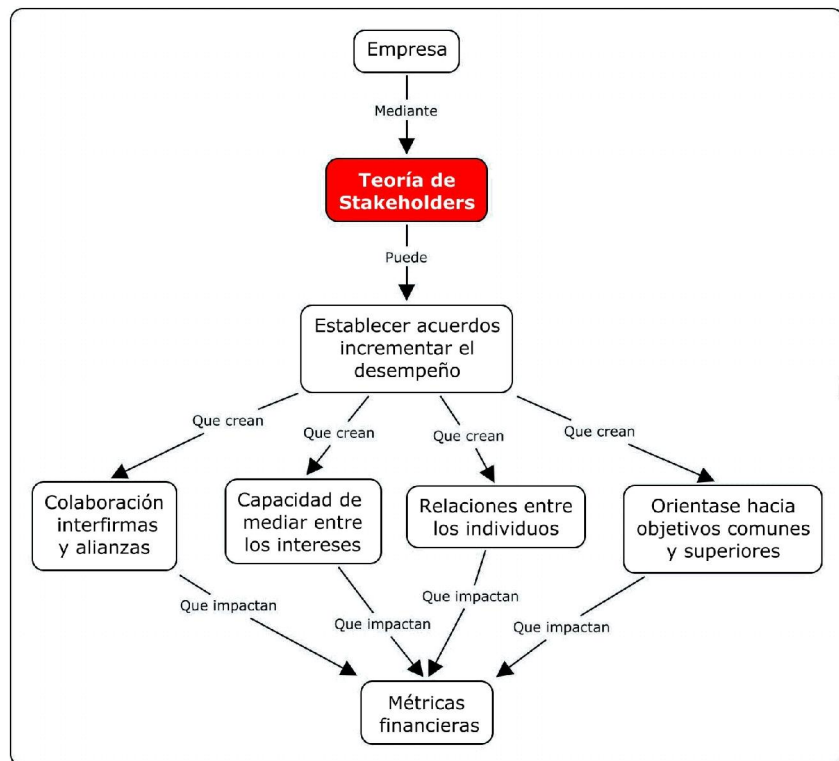 Empresa
Mediante
Teoría de
Stakeholders
Puede
Establecer acuerdos
incrementar el
desempeño
Que crean
Que crean
Que crean
Que crean
Colaboración
interfirmas
y alianzas
Capacidad de
mediar entre
los intereses
Relaciones entre
los individuos
Orientase hacia
objetivos comunes
y superiores
Que impactan
Que impactan
Que impactan
Que impactan
Métricas
financieras